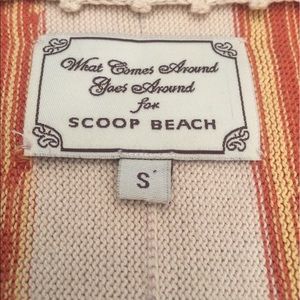 What Comes Around
Goes Around
for
SCOOP BEACH
S